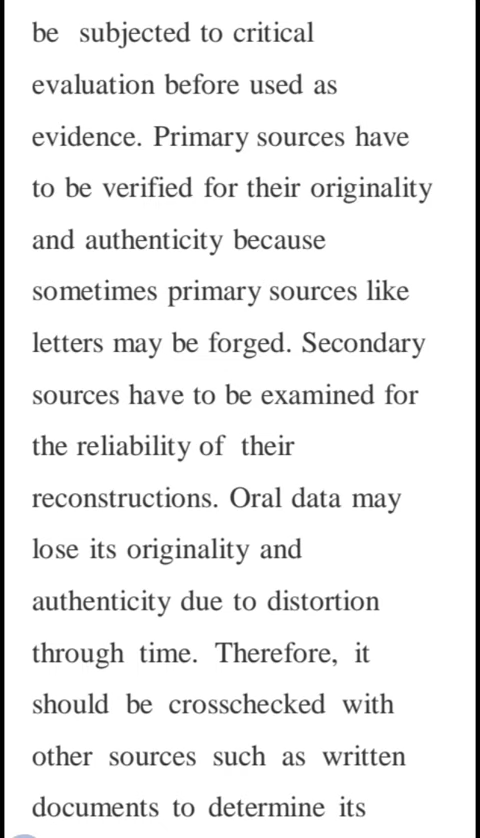 be subjected to critical
evaluation before used as
evidence. Primary sources have
to be verified for their originality
and authenticity because
sometimes primary sources like
letters may be forged. Secondary
sources have to be examined for
the reliability of their
reconstructions. Oral data may
lose its originality and
authenticity due to distortion
through time. Therefore, it
should be crosschecked with
other sources such as written
documents to determine its